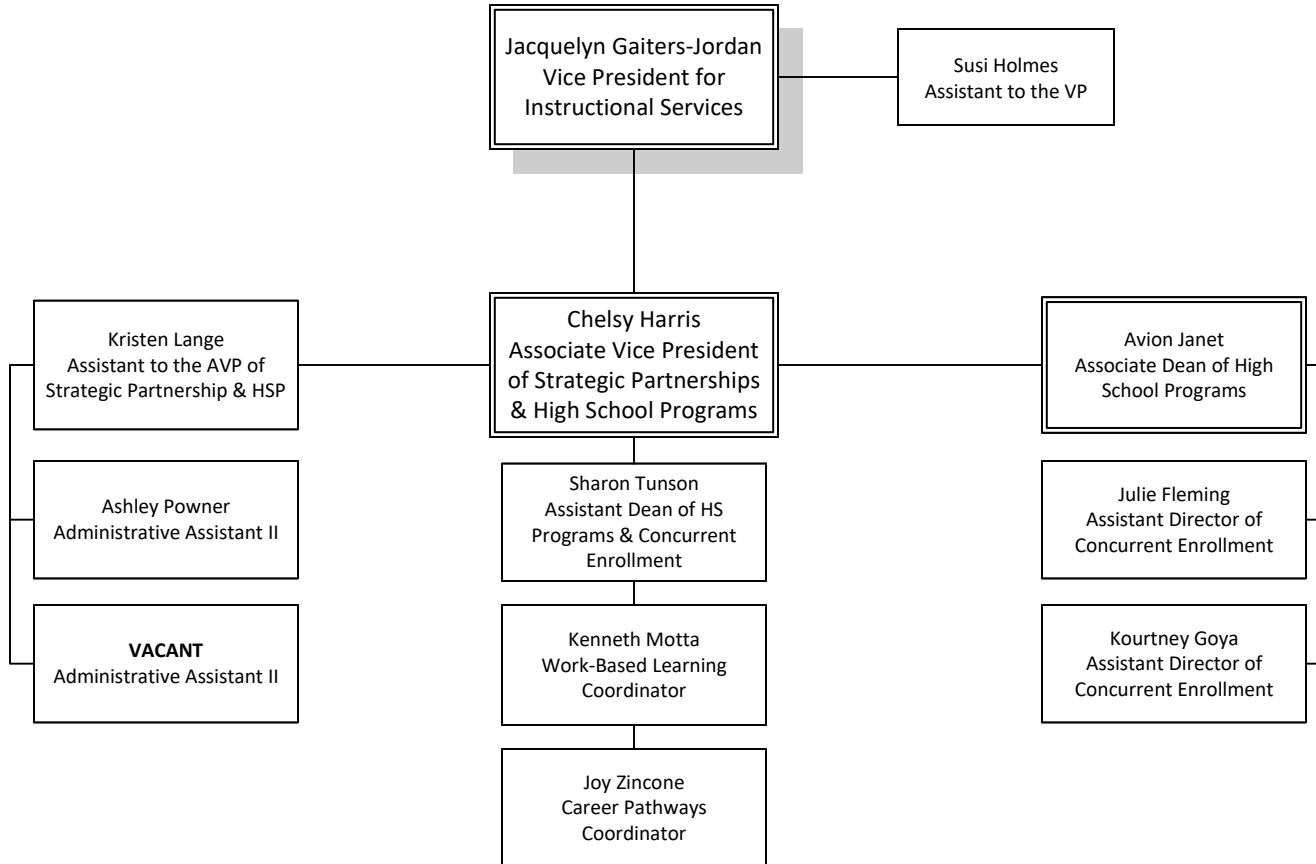 Jacquelyn Gaiters-Jordan
Vice President for
Instructional Services
Susi Holmes
Assistant to the VP
Kristen Lange
Assistant to the AVP of
Strategic Partnership & HSP
Chelsy Harris
Associate Vice President
of Strategic Partnerships
& High School Programs
Avion Janet
Associate Dean of High
School Programs
Ashley Powner
Administrative Assistant II
Sharon Tunson
Assistant Dean of HS
Programs & Concurrent
Enrollment
Julie Fleming
Assistant Director of
Concurrent Enrollment
VACANT
Administrative Assistant II
Kenneth Motta
Work-Based Learning
Coordinator
Kourtney Goya
Assistant Director of
Concurrent Enrollment
Joy Zincone
Career Pathways
Coordinator